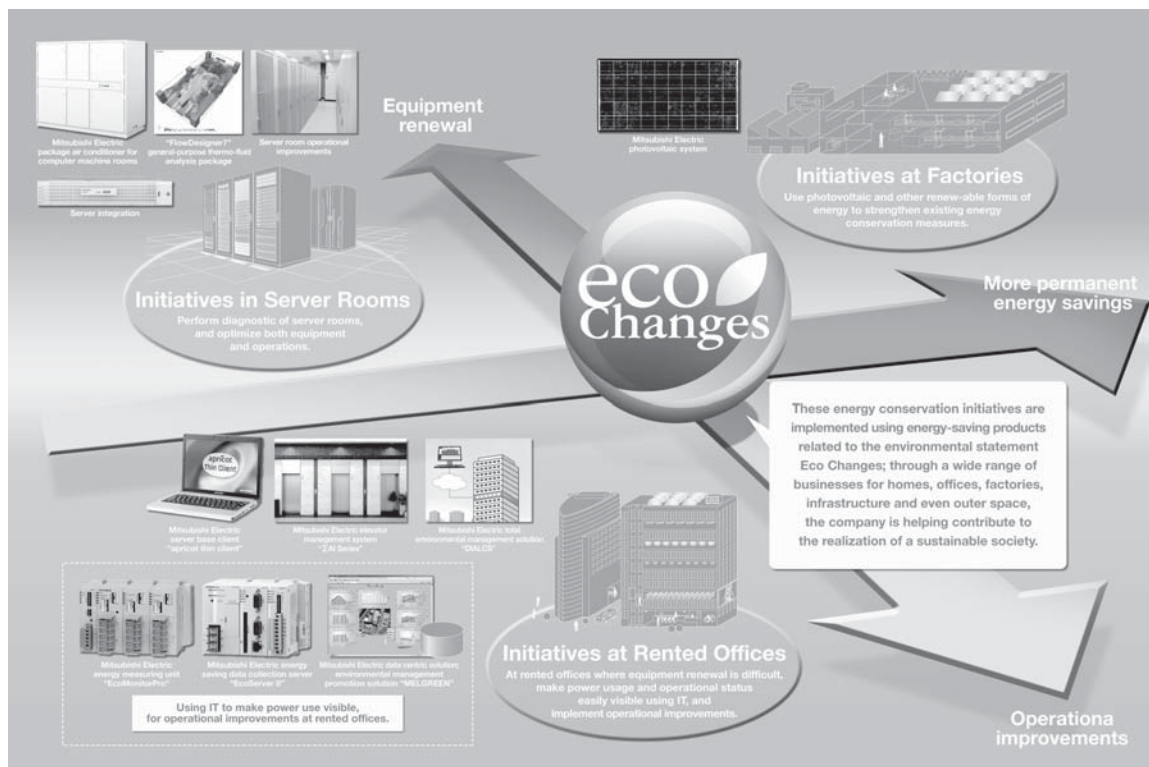 Equipment
renewal
Mitsubishi Electric
package air conditioner for
computer machine rooms
"FlowDesigner7"
general-purpose thermo-fluid
analysis package
Server room operational
improvements
Server integration
Initiatives in Server Rooms
Perform diagnostic of server rooms,
and optimize both equipment
and operations.
Mitsubishi Electric
photovoltaic system
Initiatives at Factories
Use photovoltaic and other renew-able forms of
energy to strengthen existing energy
conservation measures.
eco
Changes
More permanent
energy savings
These energy conservation initiatives are
implemented using energy-saving products
related to the environmental statement
Eco Changes; through a wide range of
businesses for homes, offices, factories,
infrastructure and even outer space,
the company is helping contribute to
the realization of a sustainable society.
apricot
Thin Client
Mitsubishi Electric
server base client
"apricot thin client"
Mitsubishi Electric elevator
management system
"ΣAI Series"
Mitsubishi Electric total
environmental management solution
"DIALCS"
Mitsubishi Electric
energy measuring unit
"EcoMonitorPro"
Mitsubishi Electric energy
saving data collection server
"EcoServer II"
Mitsubishi Electric data centric solution;
environmental management
promotion solution "MELGREEN"
Using IT to make power use visible,
for operational improvements at rented offices.
Initiatives at Rented Offices
At rented offices where equipment renewal is difficult,
make power usage and operational status
easily visible using IT, and
implement operational improvements.
Operationa
improvements